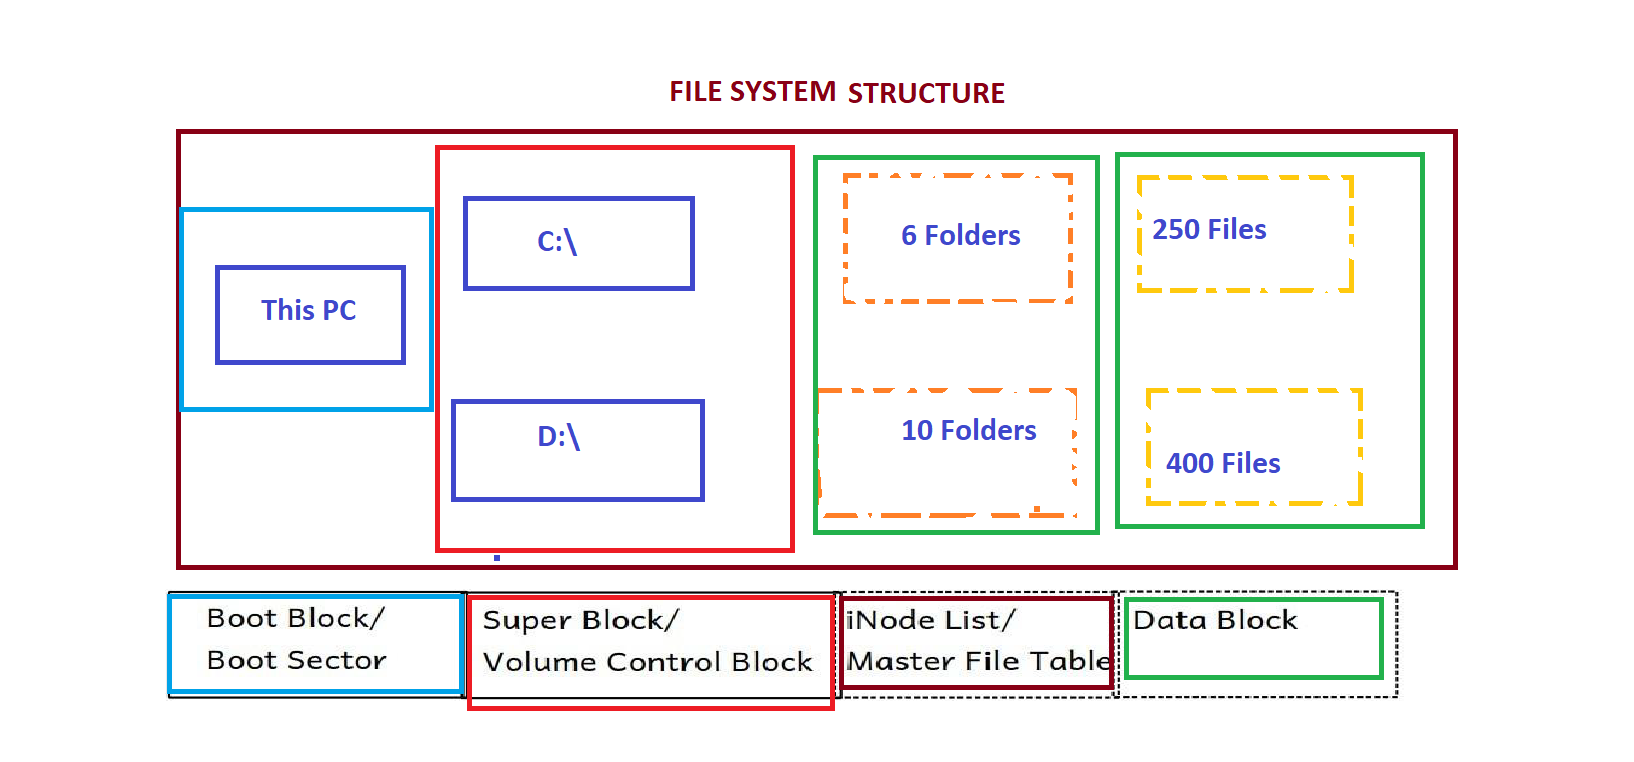 FILE SYSTEM STRUCTURE
This PC
C:\
D:\
6 Folders
10 Folders
250 Files
400 Files
Boot Block/
Boot Sector
Super Block/
Volume Control Block
iNode List/
Master File Table
Data Block